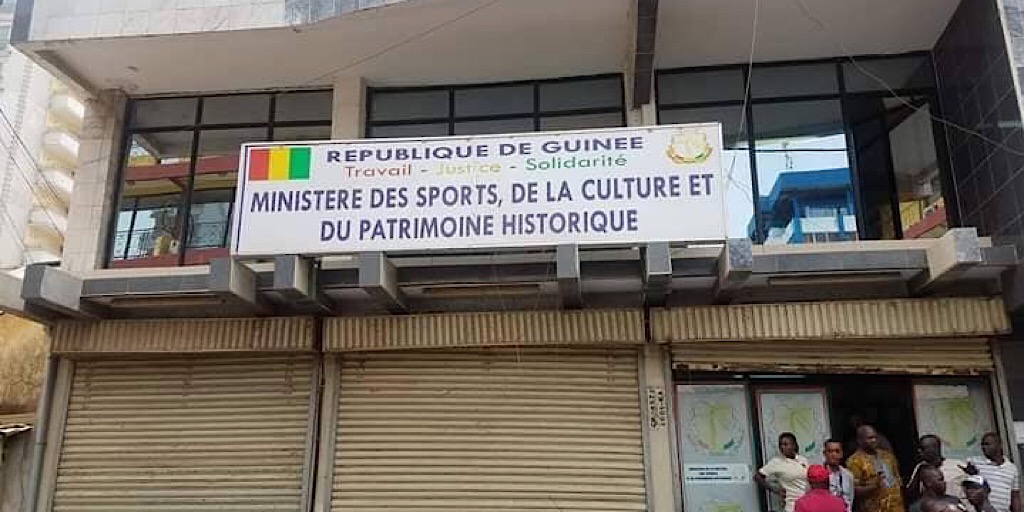 REPUBLIQUE DE GUINEE
Travail - Justice - Solidarité
MINISTERE DES SPORTS, DE LA CULTURE ET
DU PATRIMOINE HISTORIQUE